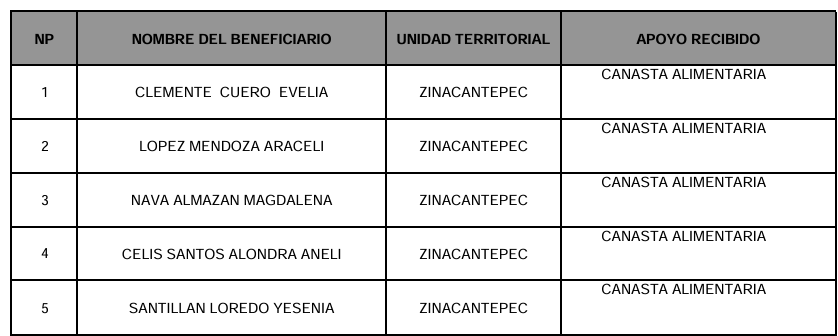 NP NOMBRE DEL BENEFICIARIO UNIDAD TERRITORIAL APOYO RECIBIDO
1 CLEMENTE CUERO EVELIA ZINACANTEPEC CANASTA ALIMENTARIA
2 LOPEZ MENDOZA ARACELI ZINACANTEPEC CANASTA ALIMENTARIA
3 NAVA ALMAZAN MAGDALENA ZINACANTEPEC CANASTA ALIMENTARIA
4 CELIS SANTOS ALONDRA ANELI ZINACANTEPEC CANASTA ALIMENTARIA
5 SANTILLAN LOREDO YESENIA ZINACANTEPEC CANASTA ALIMENTARIA